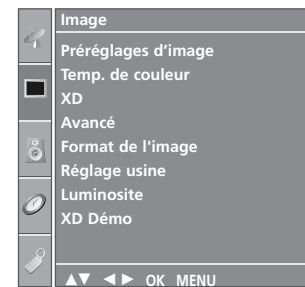 Image
Préréglages d’image
Temp. de couleur
XD
Avancé
Format de l'image
Réglage usine
Luminosite
XD Démo
▲▼ ◄► OK MENU